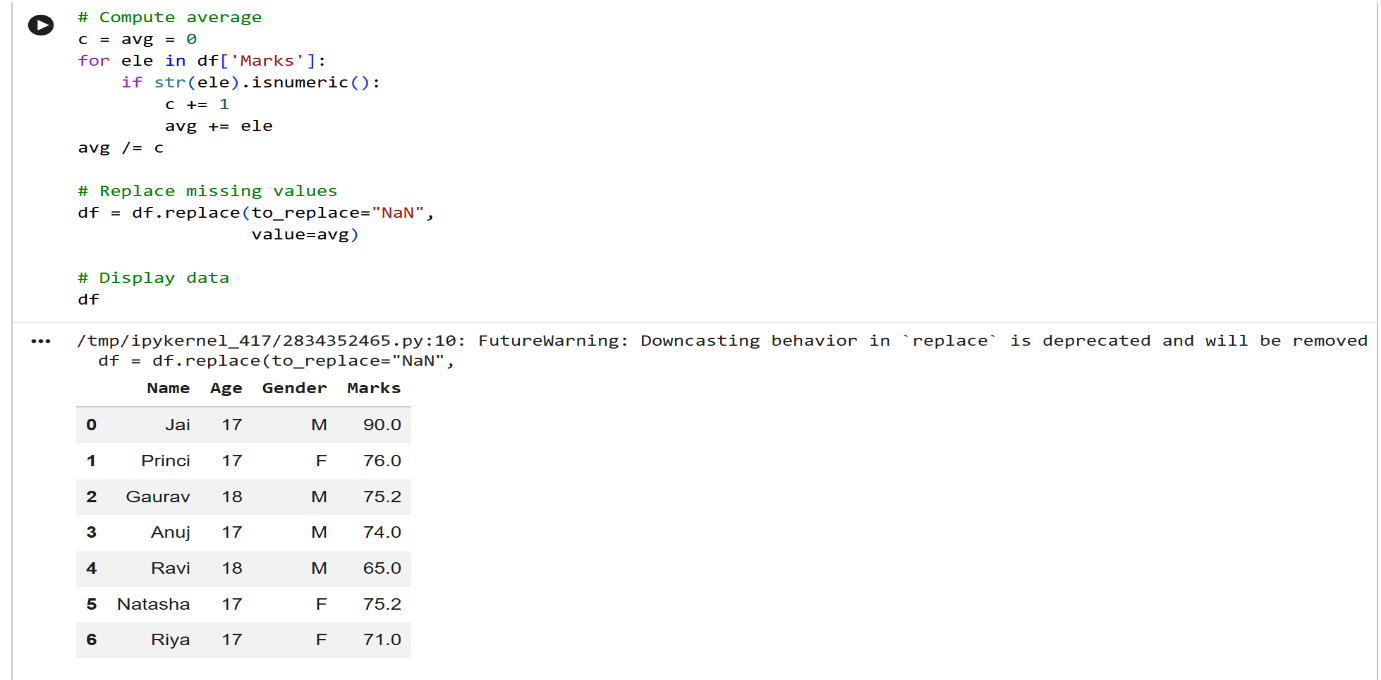 # Compute average
c = avg = 0
for ele in df['Marks']:
    if str(ele).isnumeric():
        c += 1
        avg += ele
avg /= c

# Replace missing values
df = df.replace(to_replace="NaN",
                value=avg)

# Display data
df
/tmp/ipykernel_417/2834352465.py:10: FutureWarning: Downcasting behavior in `replace` is deprecated and will be removed
  df = df.replace(to_replace="NaN",
Name Age Gender Marks
0 Jai 17 M 90.0
1 Princi 17 F 76.0
2 Gaurav 18 M 75.2
3 Anuj 17 M 74.0
4 Ravi 18 M 65.0
5 Natasha 17 F 75.2
6 Riya 17 F 71.0